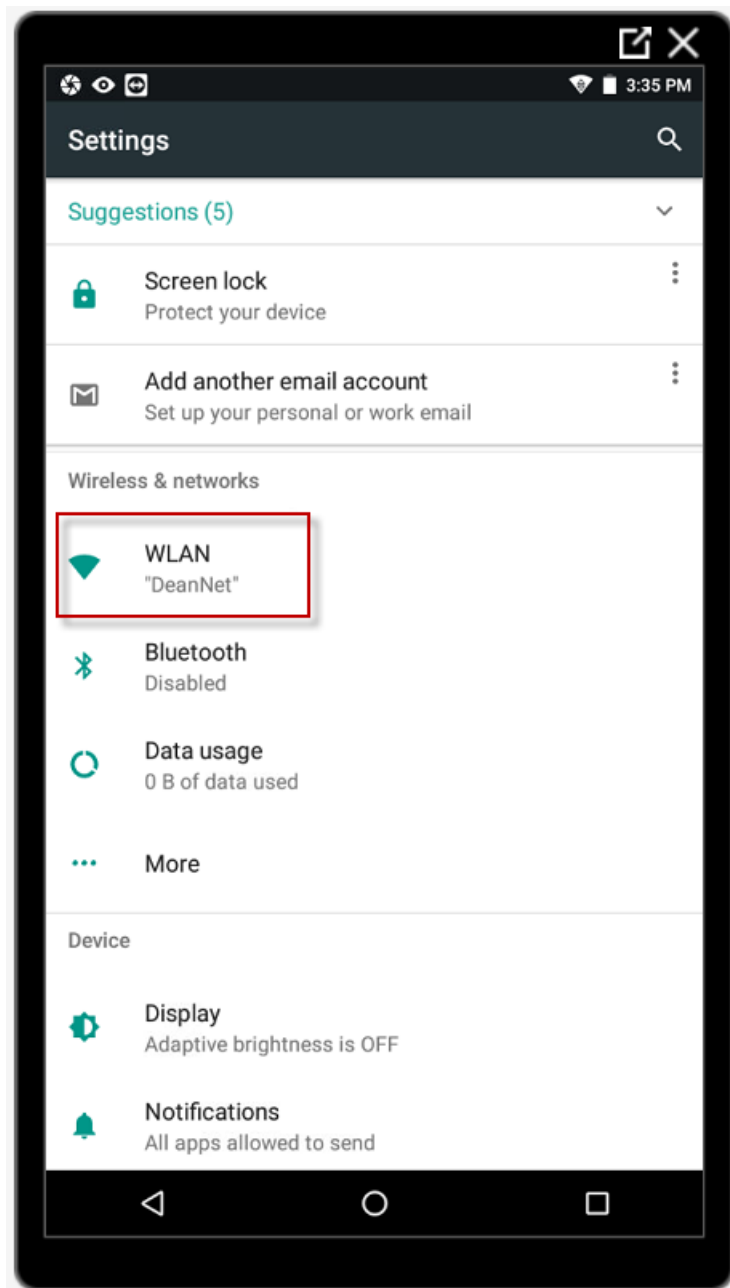 3:35 PM
Settings
Suggestions (5)
Screen lock
Protect your device
Add another email account
Set up your personal or work email
Wireless & networks
WLAN
"DeanNet"
Bluetooth
Disabled
Data usage
0 B of data used
More
Device
Display
Adaptive brightness is OFF
Notifications
All apps allowed to send